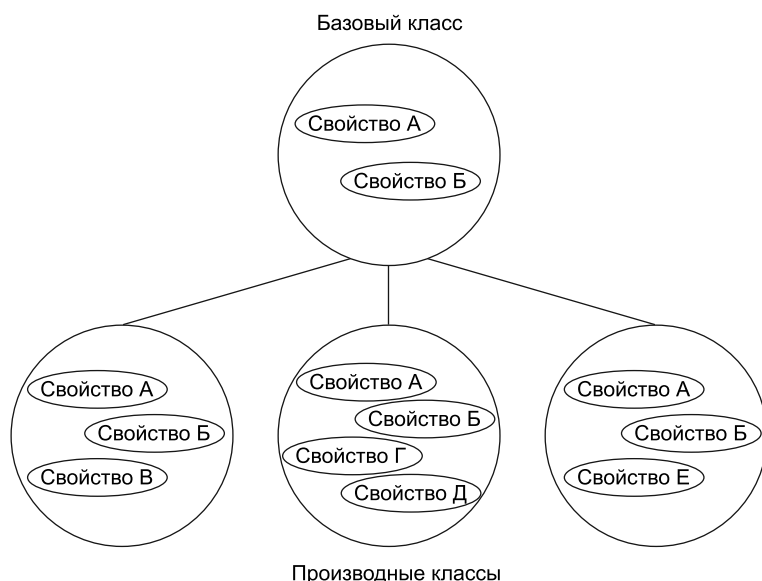 Базовый класс
Свойство А
Свойство Б
Свойство А
Свойство Б
Свойство В
Свойство А
Свойство Б
Свойство Г
Свойство Д
Свойство А
Свойство Б
Свойство Е
Производные классы